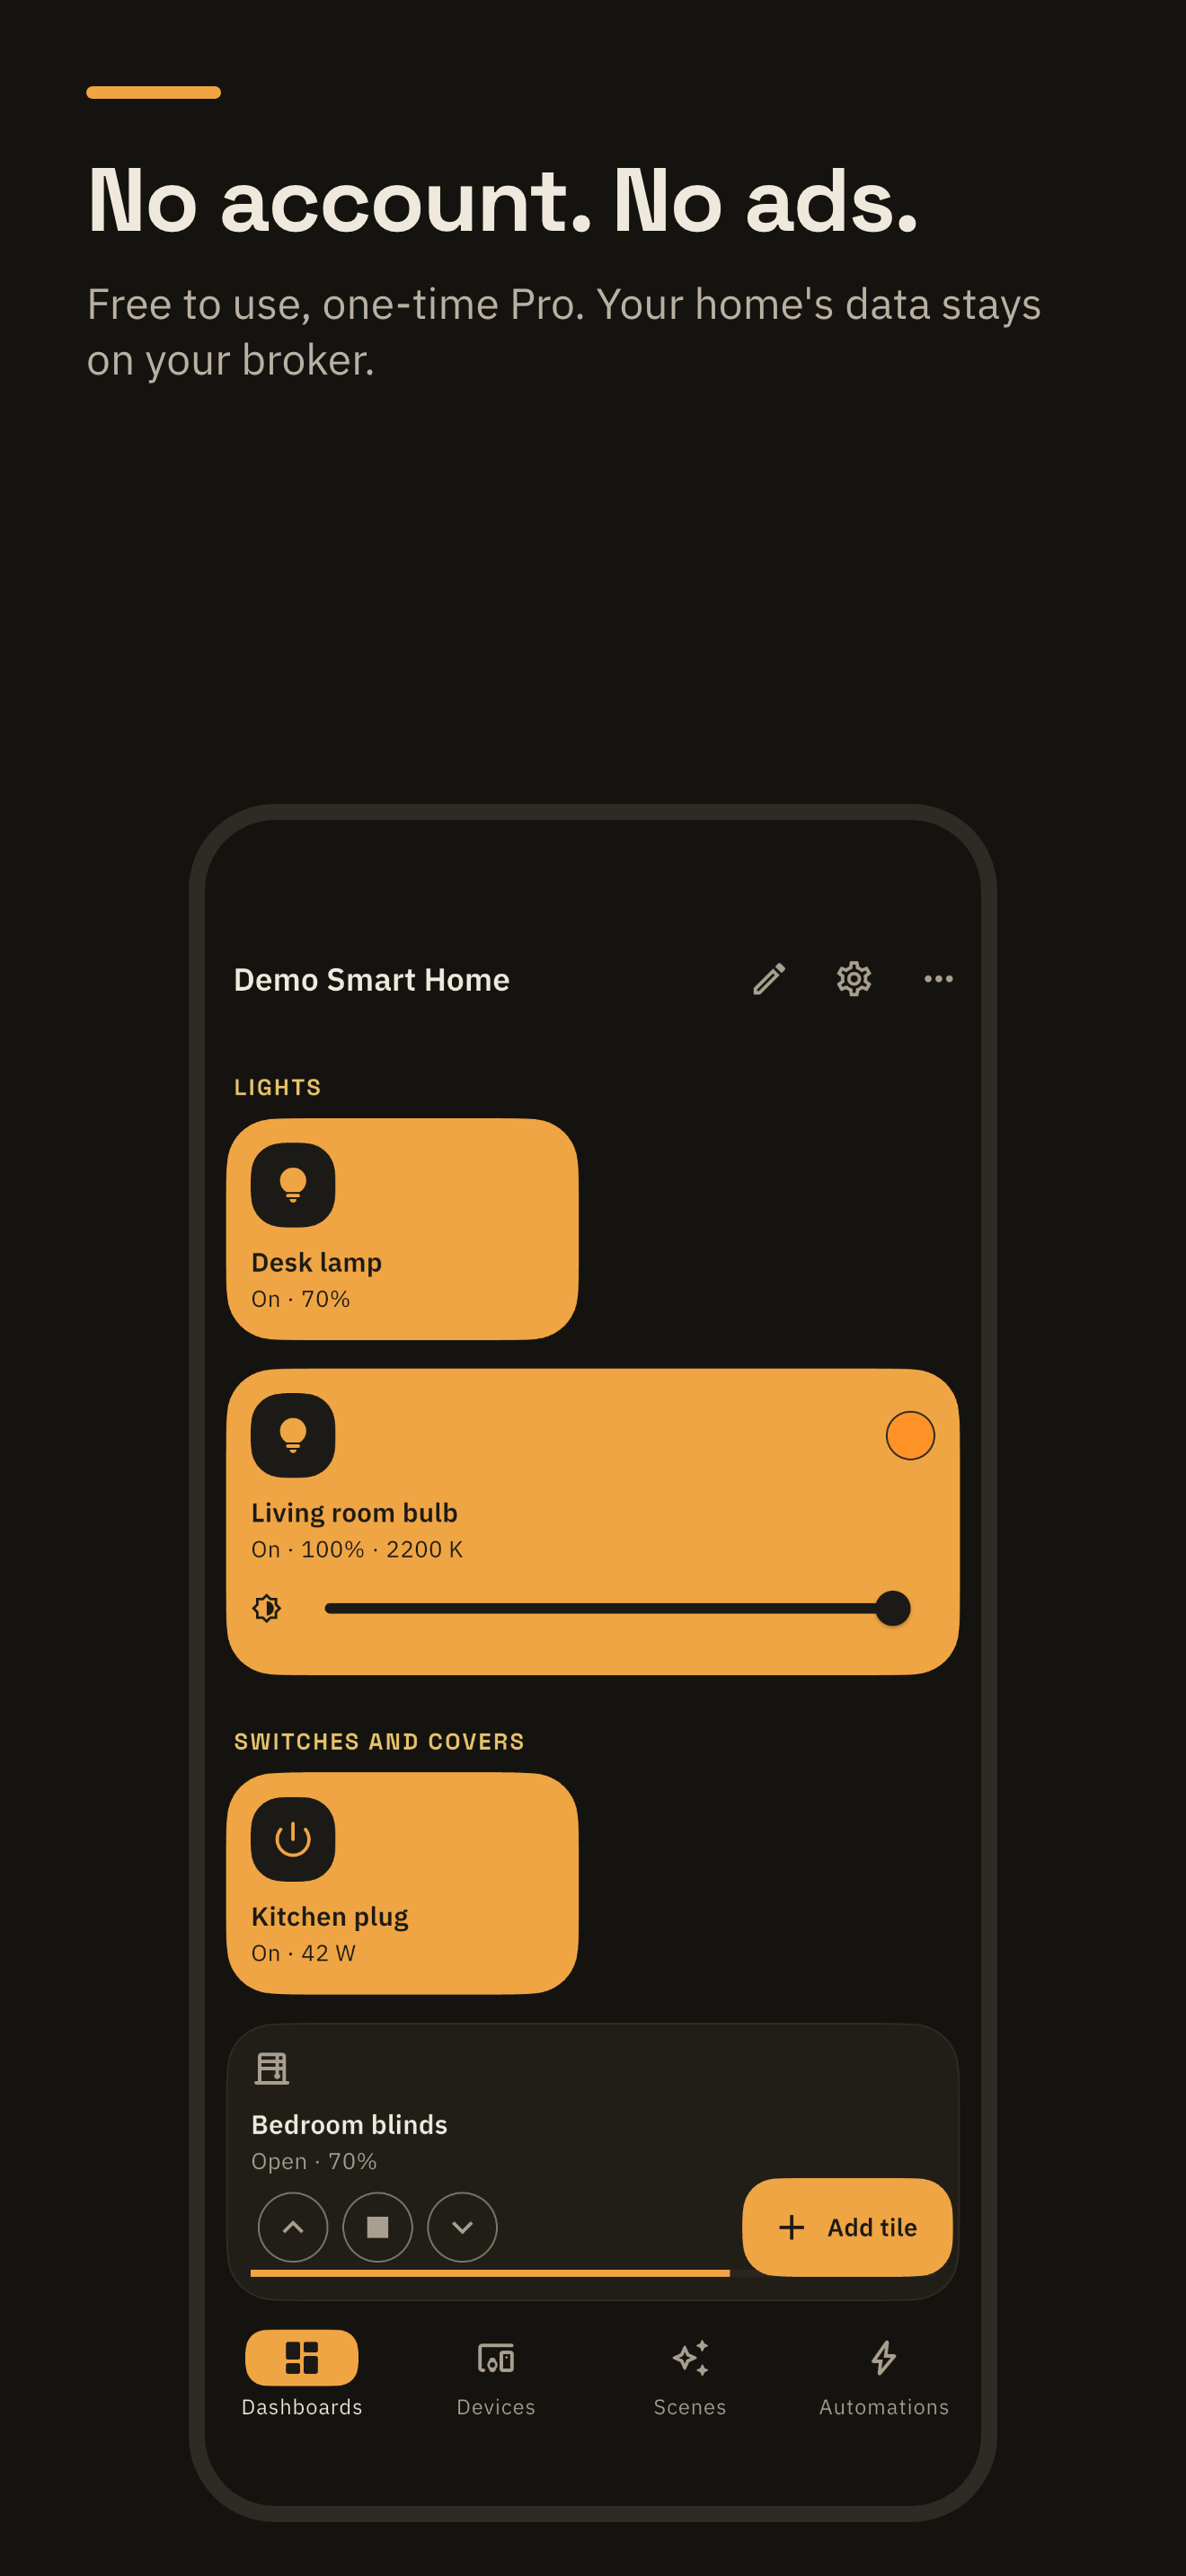 No account. No ads.
Free to use, one-time Pro. Your home's data stays
on your broker.
Demo Smart Home
LIGHTS
Desk lamp
On · 70%
Living room bulb
On · 100% · 2200 K
SWITCHES AND COVERS
Kitchen plug
On · 42 W
Bedroom blinds
Open · 70%
Add tile
Dashboards
Devices
Scenes
Automations